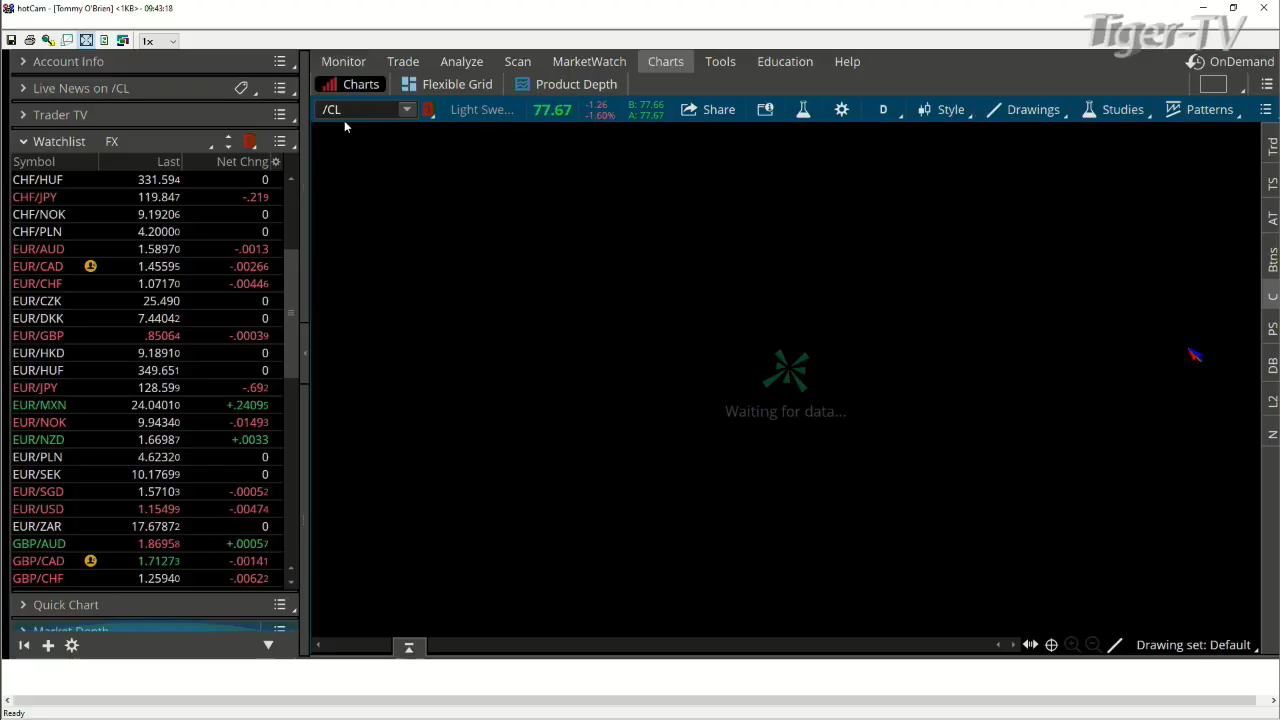 hotCam - [Tommy O'Brien] <1KB> - 09:43:18
Tiger-TV
1x
Account Info
Monitor Trade Analyze Scan MarketWatch Charts Tools Education Help OnDemand
Live News on /CL
Charts Flexible Grid Product Depth
Trader TV
/CL Light Swe... 77.67 -1.26 -1.60% B: 77.66 A: 77.67 Share D Style Drawings Studies Patterns
Watchlist FX
Symbol Last Net Chng
CHF/HUF 331.594 0
CHF/JPY 119.847 -.219
CHF/NOK 9.19206 0
CHF/PLN 4.20000 0
EUR/AUD 1.58970 -.0013
EUR/CAD 1.45595 -.00266
EUR/CHF 1.07170 -.00446
EUR/CZK 25.490 0
EUR/DKK 7.44042 0
EUR/GBP .85064 -.00039
EUR/HKD 9.18910 0
EUR/HUF 349.651 0
EUR/JPY 128.599 -.692
EUR/MXN 24.04010 +.24095
EUR/NOK 9.94340 -.01493
EUR/NZD 1.66987 +.0033
EUR/PLN 4.62320 0
EUR/SEK 10.17699 0
EUR/SGD 1.57103 -.00052
EUR/USD 1.15499 -.00474
EUR/ZAR 17.67872 0
GBP/AUD 1.86958 +.00057
GBP/CAD 1.71273 -.00141
GBP/CHF 1.25940 -.00622
Waiting for data...
Trd
TS
AT
Btns
C
PS
DB
L2
N
Quick Chart
Market Depth
Drawing set: Default
Ready